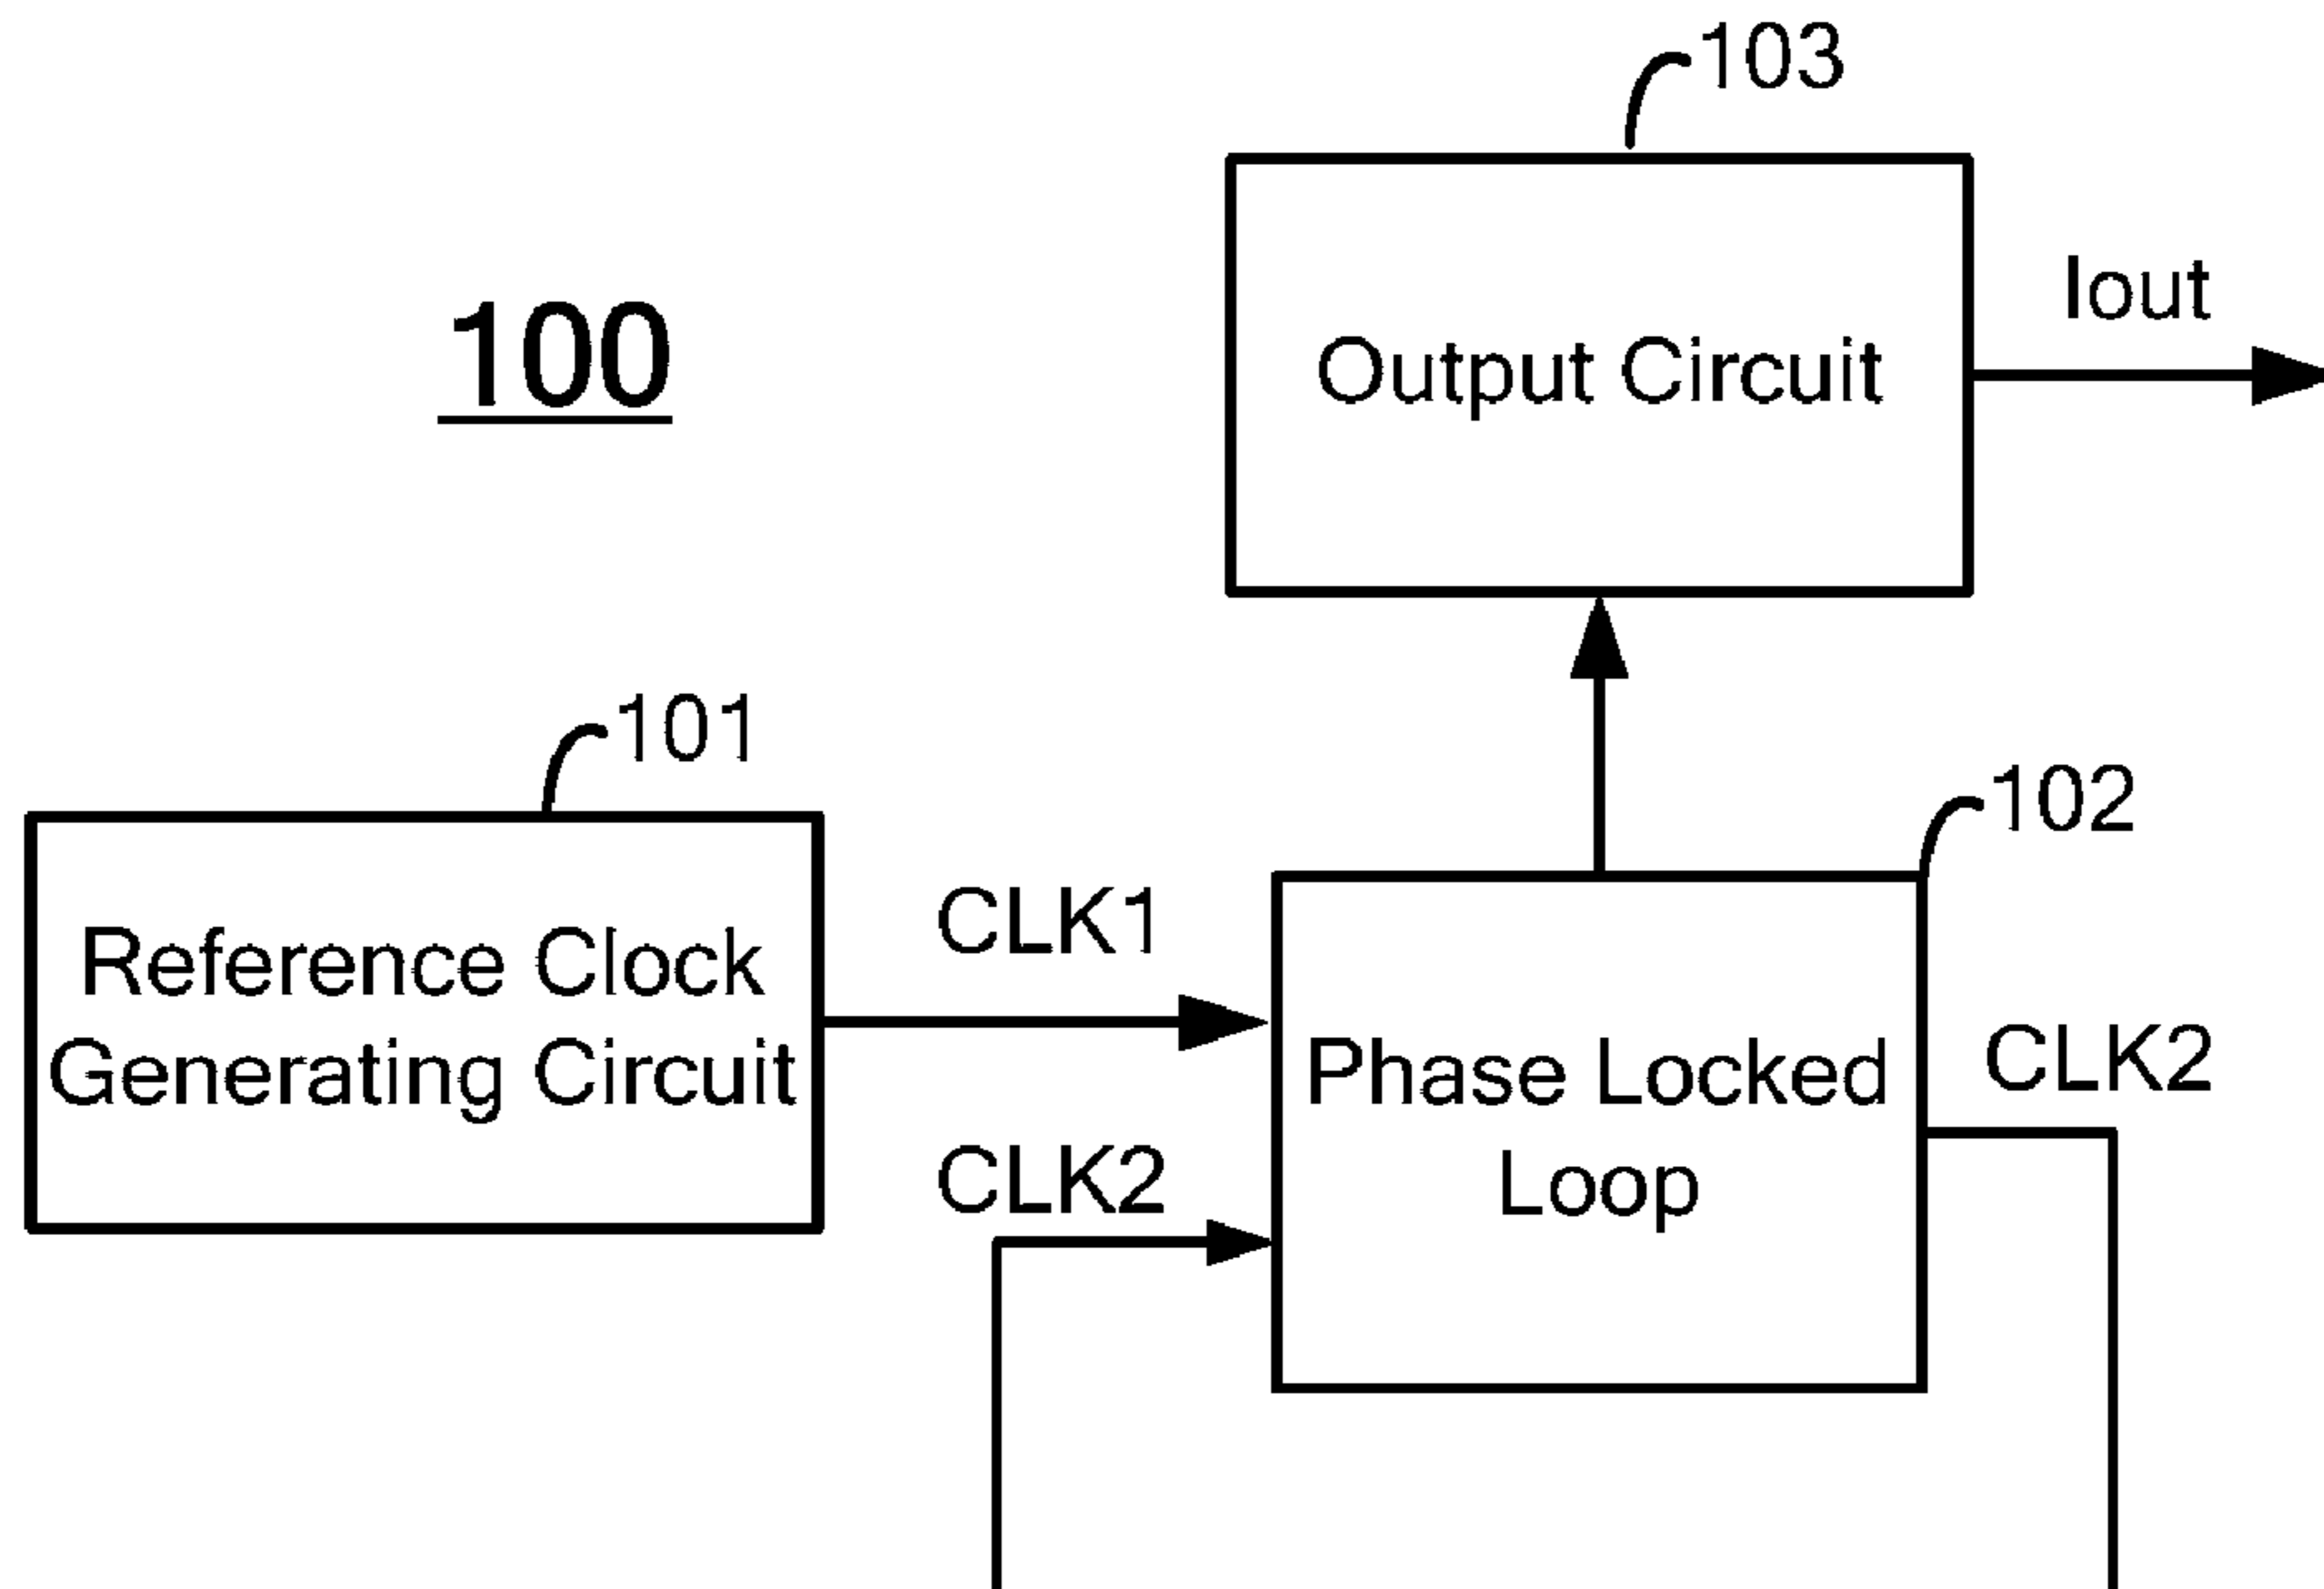 103
Iout
100
Output Circuit
101
102
CLK1
Reference Clock
Generating Circuit
CLK2
Phase Locked
Loop
CLK2